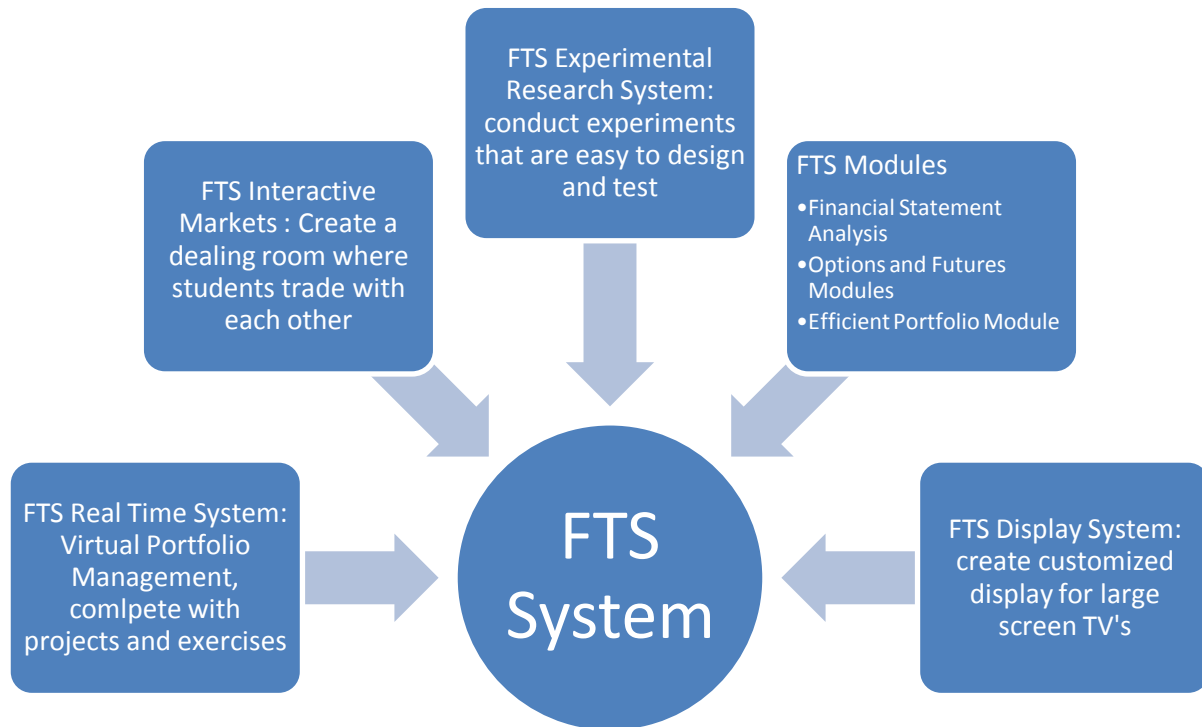 FTS Experimental
Research System:
conduct experiments
that are easy to design
and test
FTS Interactive
Markets : Create a
dealing room where
students trade with
each other
FTS Modules
•Financial Statement
Analysis
•Options and Futures
Modules
•Efficient Portfolio Module
FTS Real Time System:
Virtual Portfolio
Management,
comlpete with
projects and exercises
FTS
System
FTS Display System:
create customized
display for large
screen TV's